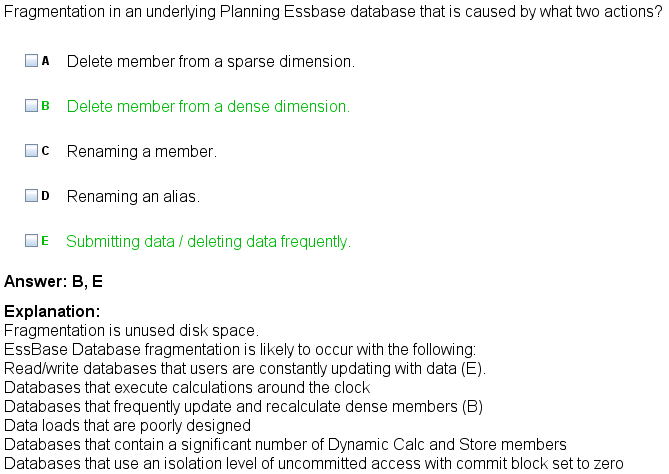 Fragmentation in an underlying Planning Essbase database that is caused by what two actions?
A Delete member from a sparse dimension.
B Delete member from a dense dimension.
C Renaming a member.
D Renaming an alias.
E Submitting data / deleting data frequently.
Answer: B, E
Explanation:
Fragmentation is unused disk space.
EssBase Database fragmentation is likely to occur with the following:
Read/write databases that users are constantly updating with data (E).
Databases that execute calculations around the clock
Databases that frequently update and recalculate dense members (B)
Data loads that are poorly designed
Databases that contain a significant number of Dynamic Calc and Store members
Databases that use an isolation level of uncommitted access with commit block set to zero